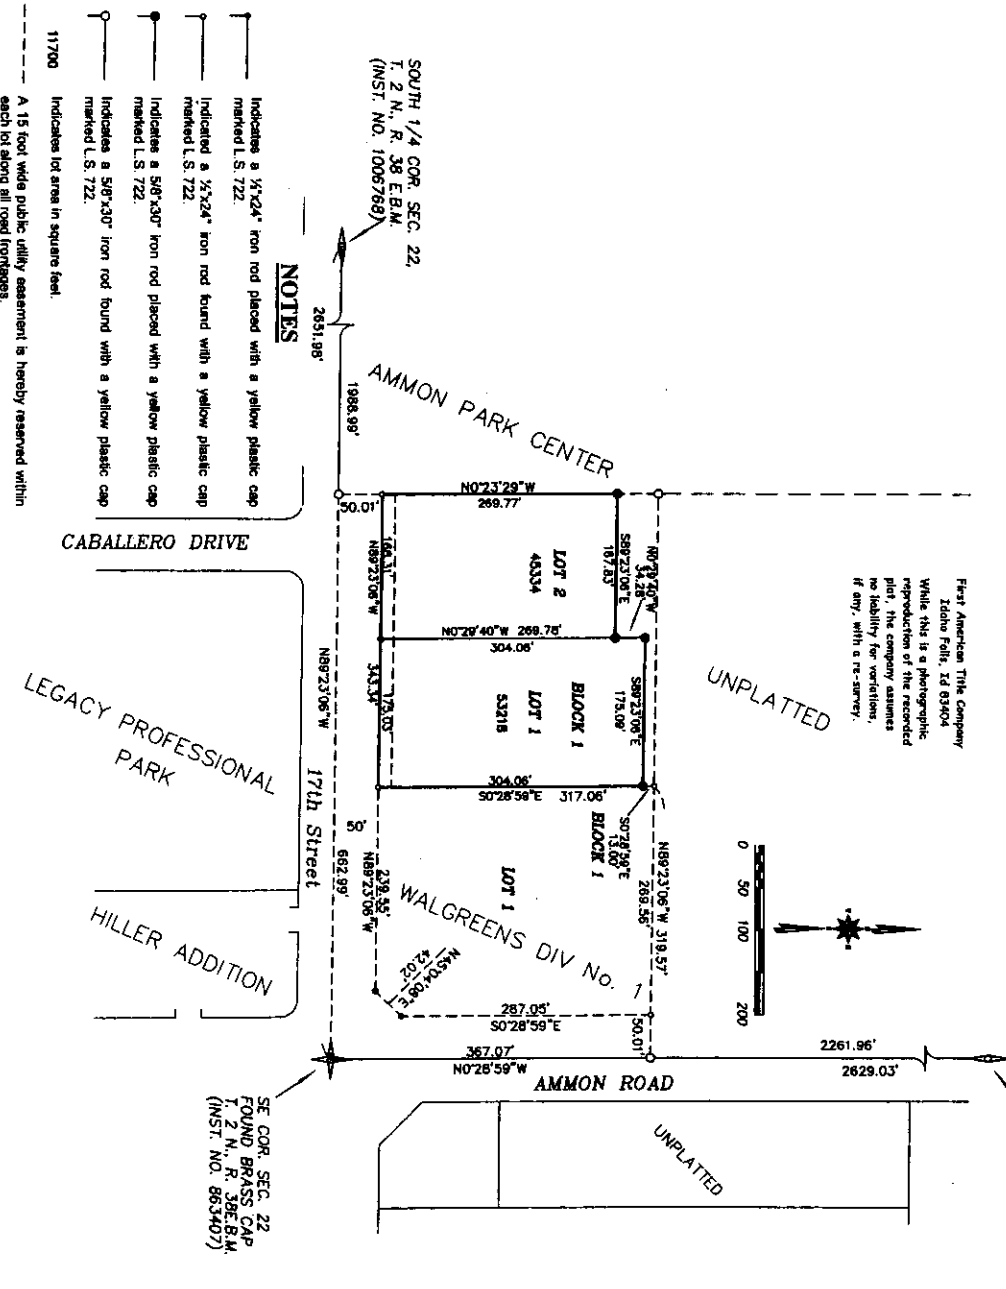 First American Title Company
Idaho Falls, Id 83404
While this is a photographic
reproduction of the recorded
plat, the company assumes
no liability for variations,
if any, with a re-survey.
0 50 100 200
UNPLATTED
AMMON PARK CENTER
N0°23'29"W
269.77'
S89°23'06"E
167.83'
N0°29'40"W
34.28'
LOT 2
45334
168.31'
N89°23'06"W
50.01'
N0°29'40"W 269.78'
304.06'
S89°23'06"E
175.09'
BLOCK 1
LOT 1
53218
175.03'
343.34'
304.06'
S0°28'59"E 317.06'
S0°28'59"E
13.00'
BLOCK 1
LOT 1
N89°23'06"W 319.57'
269.56'
50.01'
WALGREENS DIV No. 1
239.55'
N89°23'06"W
50'
N45°04'08"E
42.02'
287.05'
S0°28'59"E
367.07'
N0°28'59"W
2261.96'
2629.03'
AMMON ROAD
UNPLATTED
SOUTH 1/4 COR. SEC. 22,
T. 2 N., R. 38 E.B.M.
(INST. NO. 1006768)
2651.98'
1988.99'
N89°23'06"W
662.99'
17th Street
CABALLERO DRIVE
LEGACY PROFESSIONAL
PARK
HILLER ADDITION
SE COR. SEC. 22
FOUND BRASS CAP
T. 2 N., R. 38E.B.M.
(INST. NO. 863407)
NOTES
Indicates a ½"x24" iron rod placed with a yellow plastic cap
marked L.S. 722.
Indicated a ½"x24" iron rod found with a yellow plastic cap
marked L.S. 722.
Indicates a 5/8"x30" iron rod placed with a yellow plastic cap
marked L.S. 722.
Indicates a 5/8"x30" iron rod found with a yellow plastic cap
marked L.S. 722.
11700 Indicates lot area in square feet.
A 15 foot wide public utility easement is hereby reserved within
each lot along all road frontages.